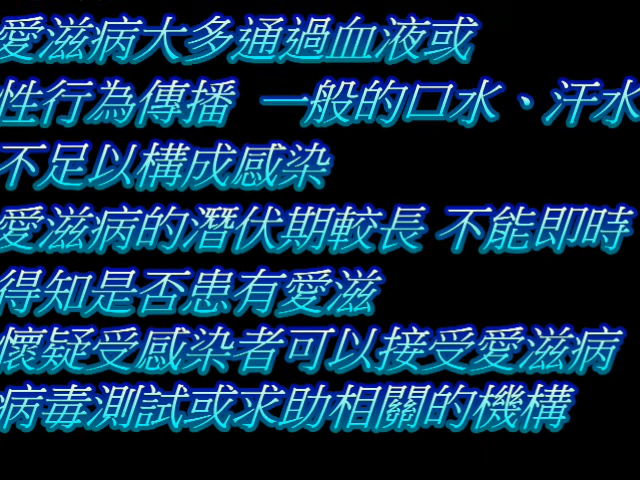 愛滋病大多通過血液或
性行為傳播 一般的口水、汗水
不足以構成感染
愛滋病的潛伏期較長 不能即時
得知是否患有愛滋
懷疑受感染者可以接受愛滋病
病毒測試或求助相關的機構